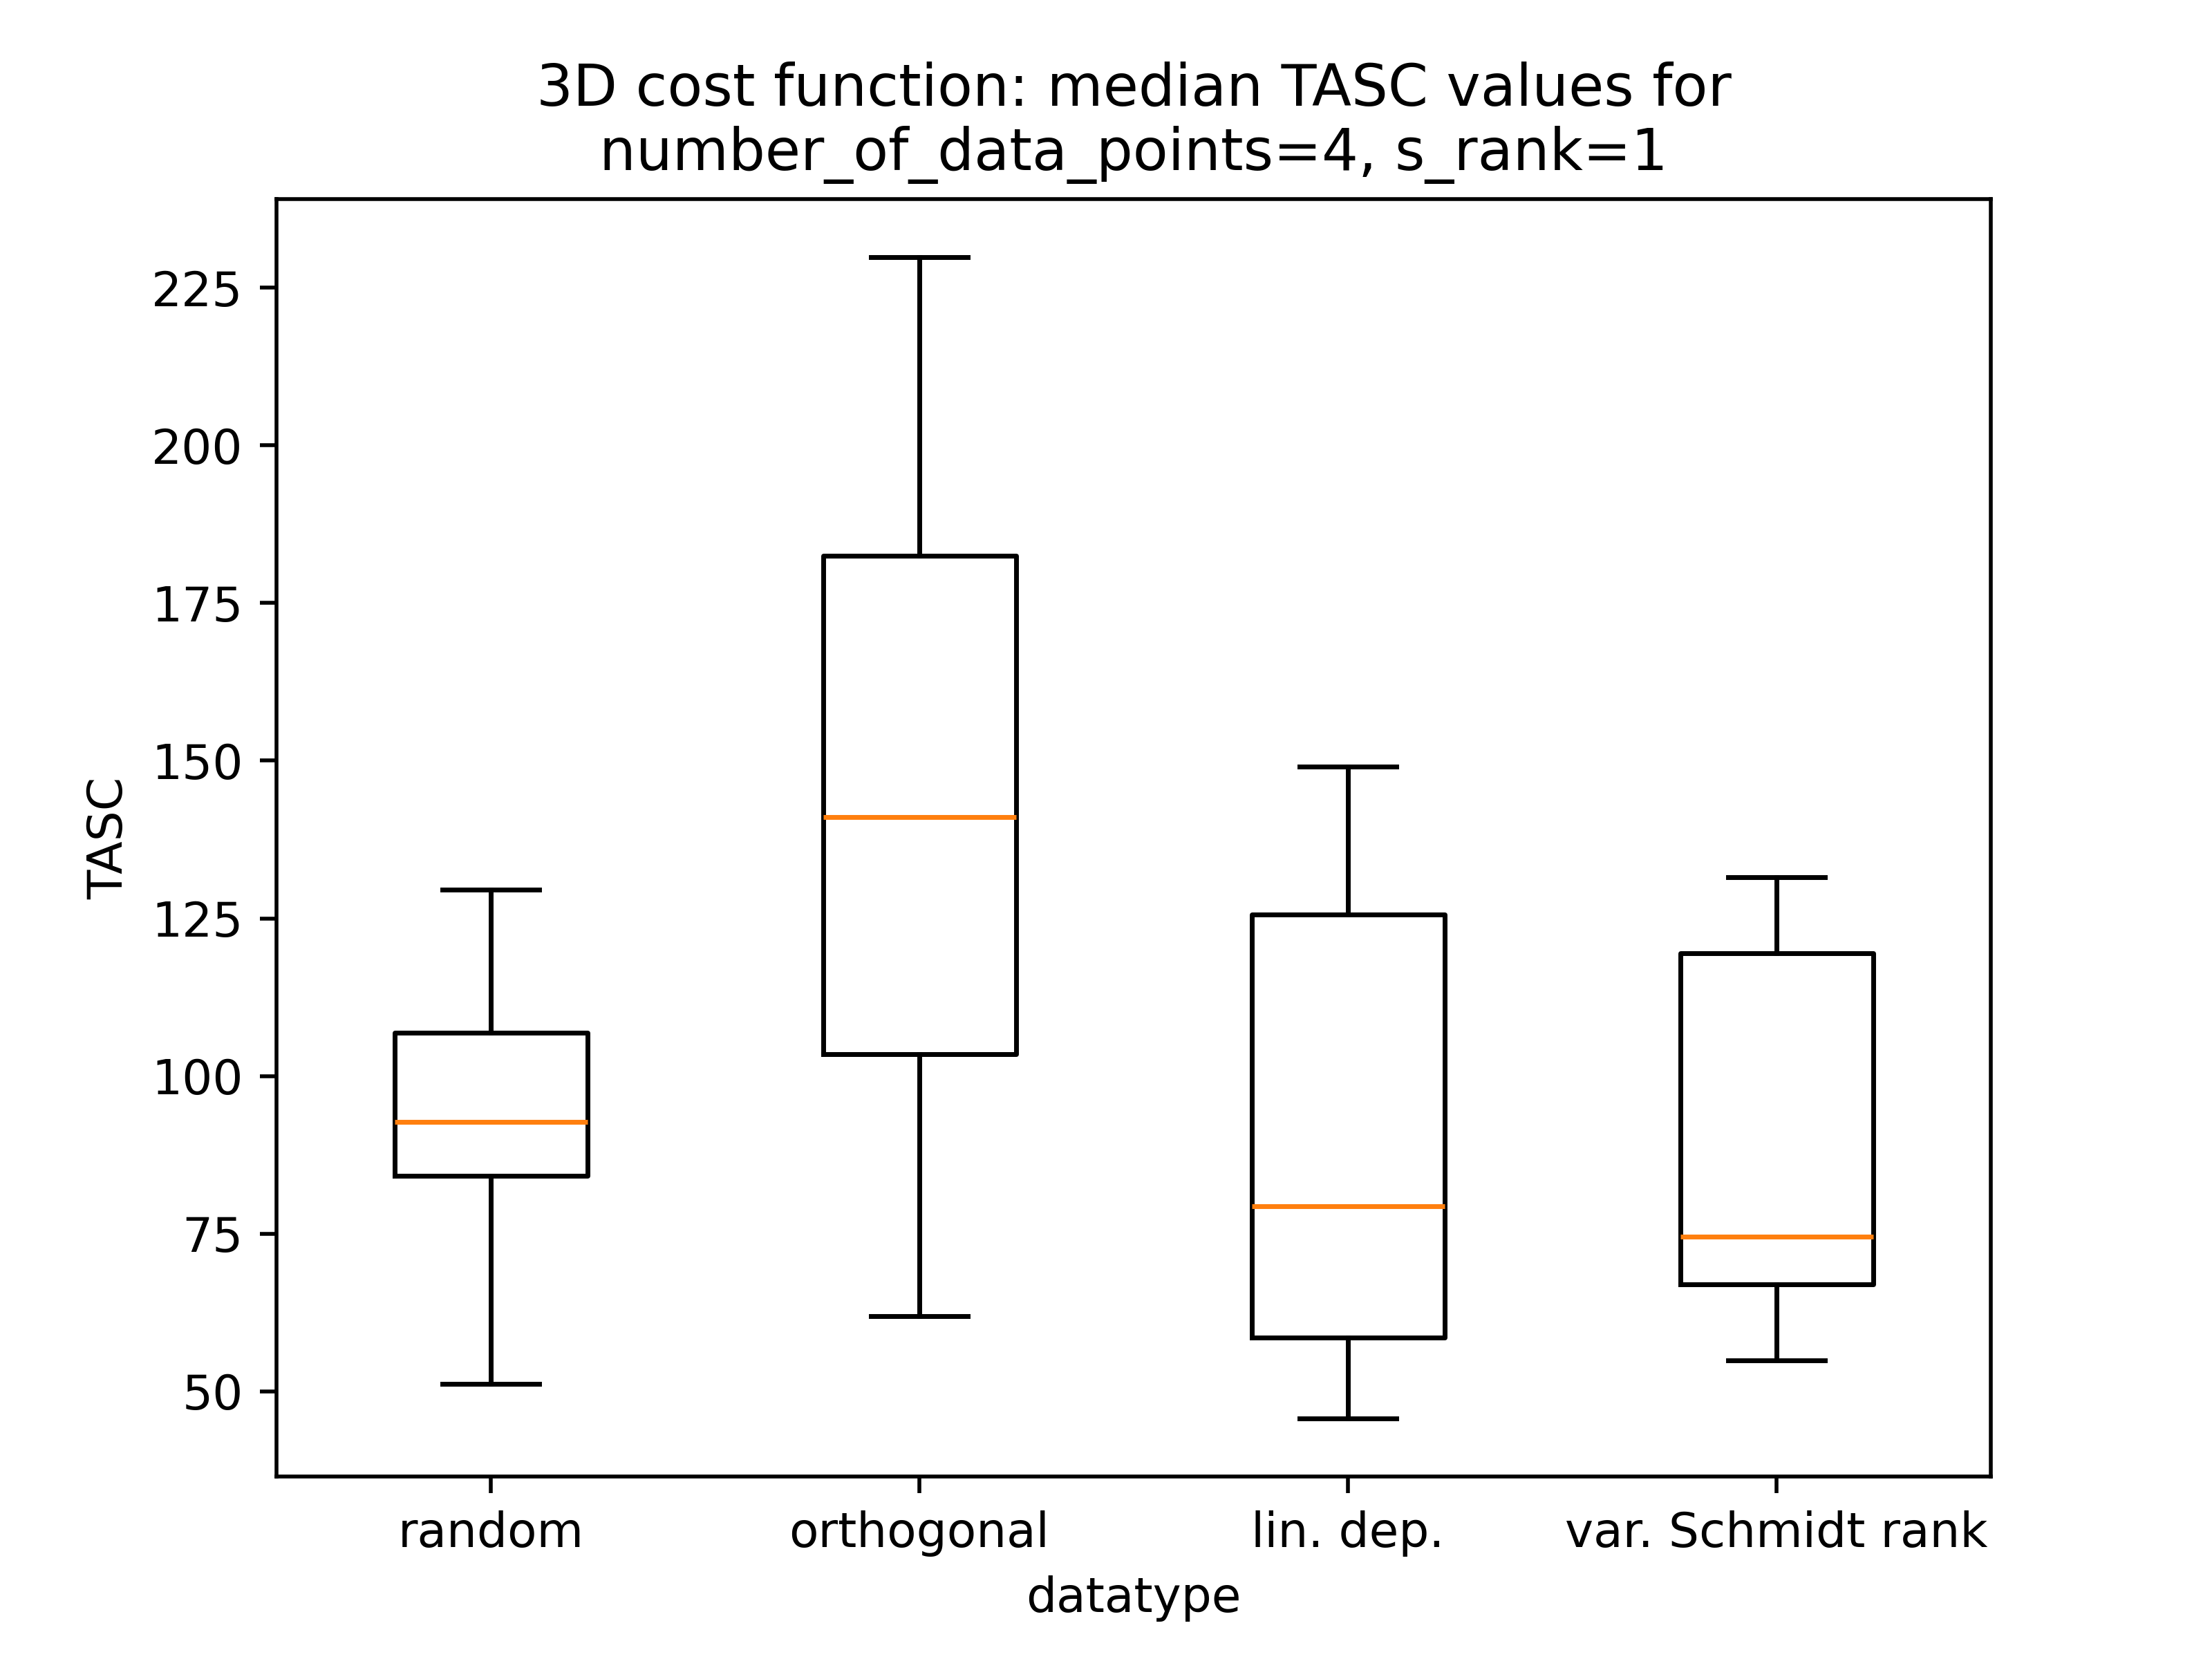 3D cost function: median TASC values for
number_of_data_points=4, s_rank=1
TASC
225
200
175
150
125
100
75
50
random
orthogonal
lin. dep.
var. Schmidt rank
datatype